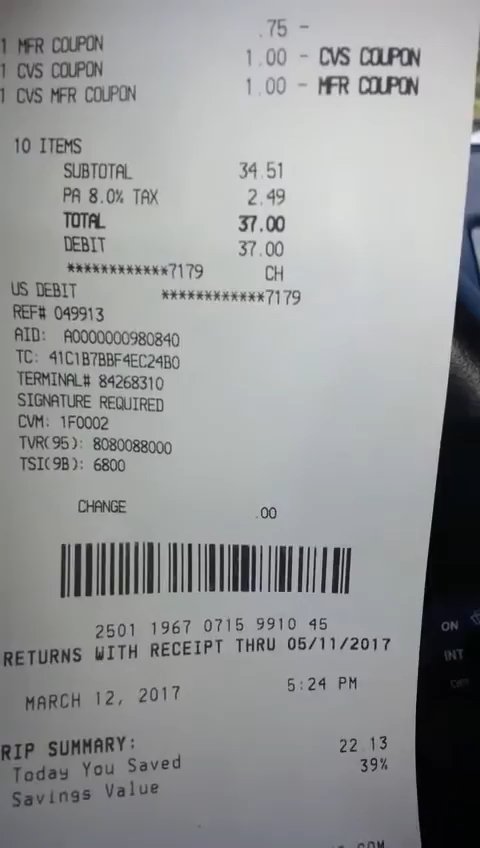 .75 -
1 MFR COUPON
1 CVS COUPON 1.00 - CVS COUPON
1 CVS MFR COUPON 1.00 - MFR COUPON
10 ITEMS
SUBTOTAL 34.51
PA 8.0% TAX 2.49
TOTAL 37.00
DEBIT 37.00
************7179 CH
US DEBIT ************7179
REF# 049913
AID: A0000000980840
TC: 41C1B7BBF4EC24B0
TERMINAL# 84268310
SIGNATURE REQUIRED
CVM: 1F0002
TVR(95): 8080088000
TSI(9B): 6800
CHANGE .00
2501 1967 0715 9910 45
RETURNS WITH RECEIPT THRU 05/11/2017
MARCH 12, 2017 5:24 PM
RIP SUMMARY:
Today You Saved 22.13
Savings Value 39%
ON
INT